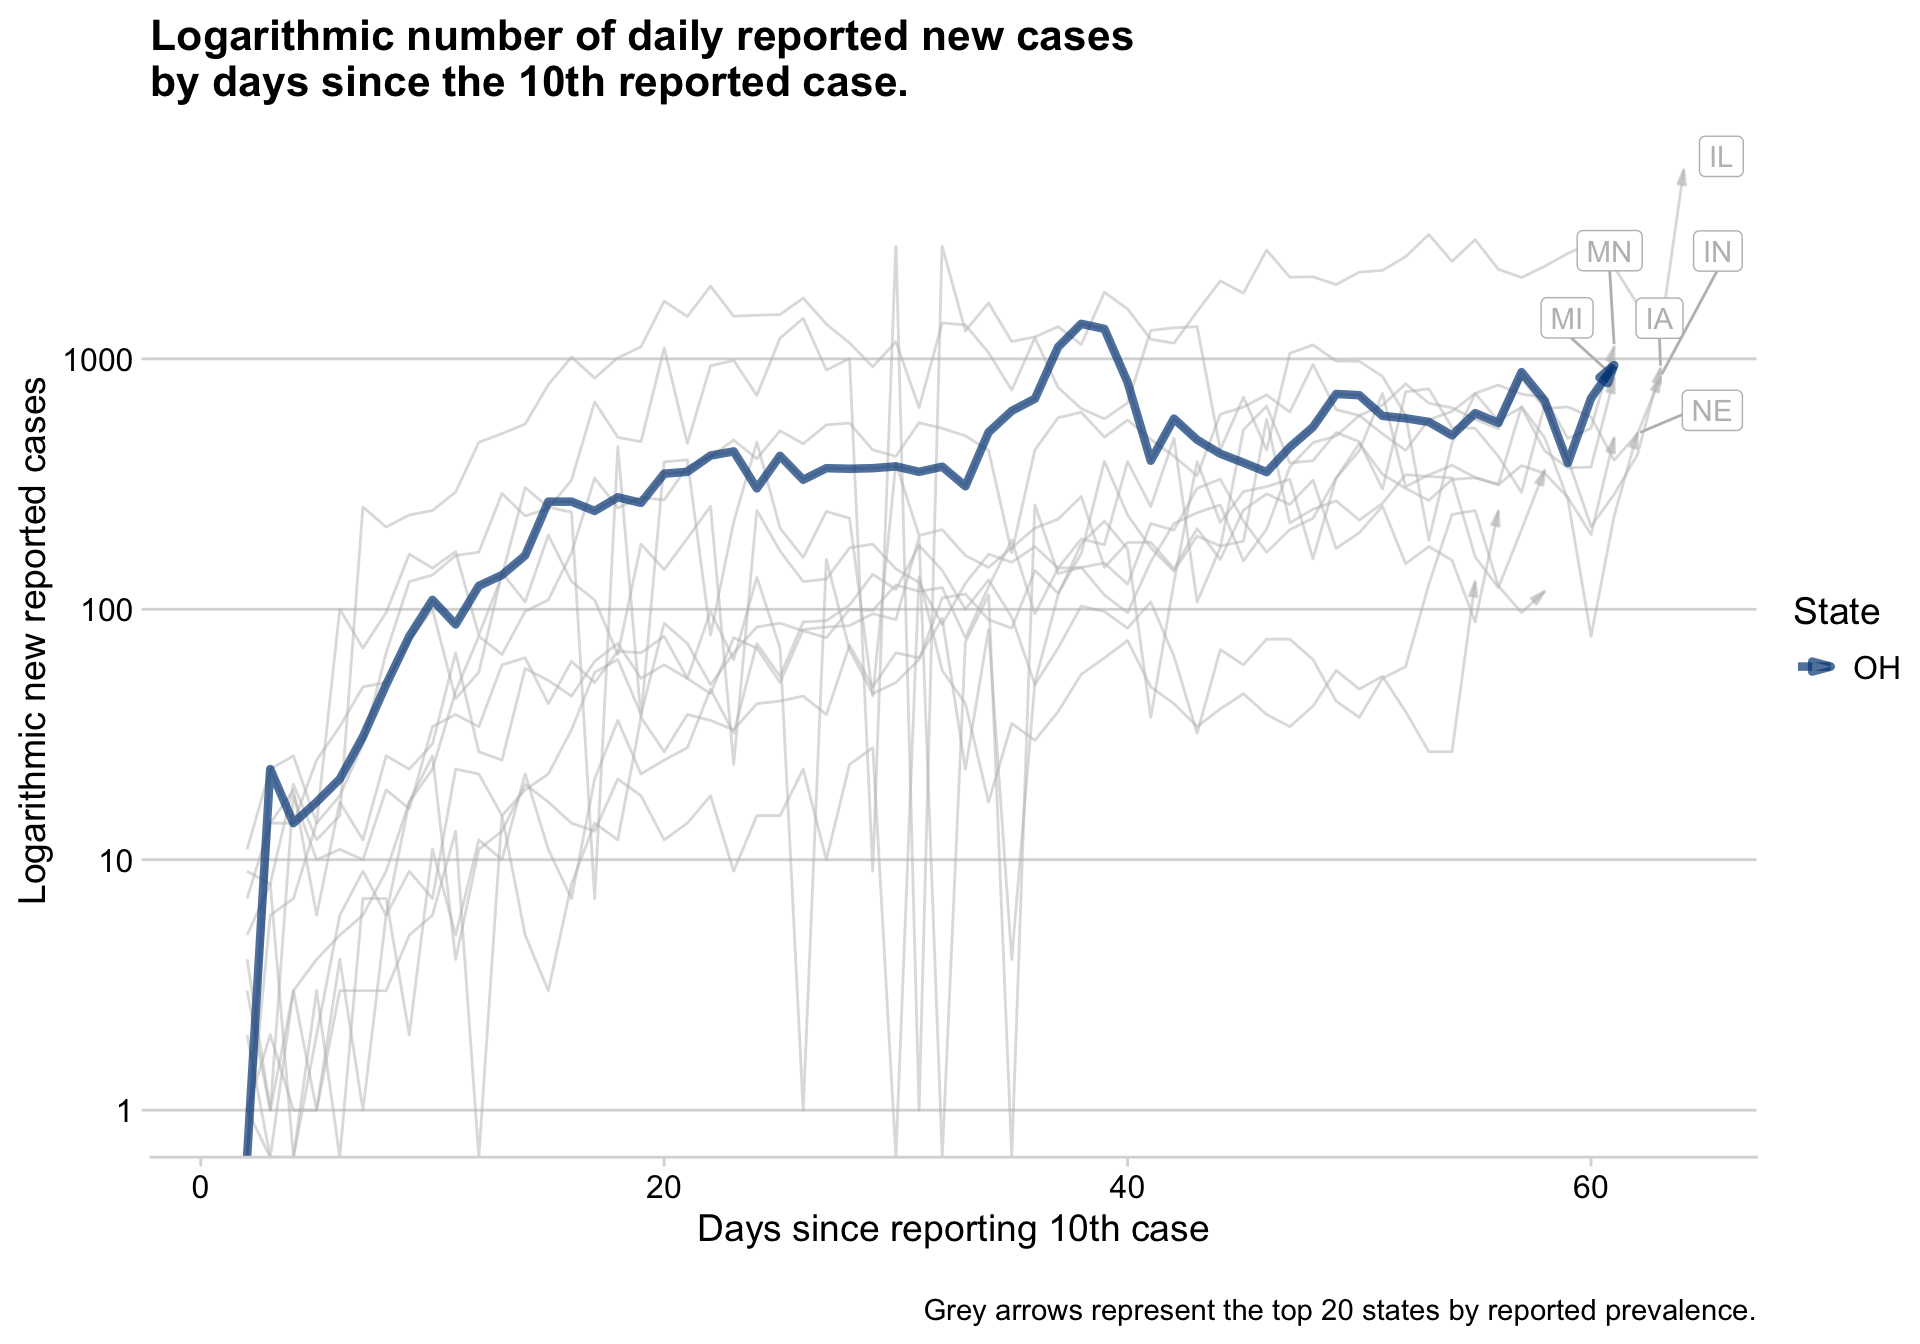 Logarithmic number of daily reported new cases
by days since the 10th reported case.
IL
MN
IN
MI
IA
NE
1000
100
10
1
Logarithmic new reported cases
0
20
40
60
Days since reporting 10th case
State
OH
Grey arrows represent the top 20 states by reported prevalence.